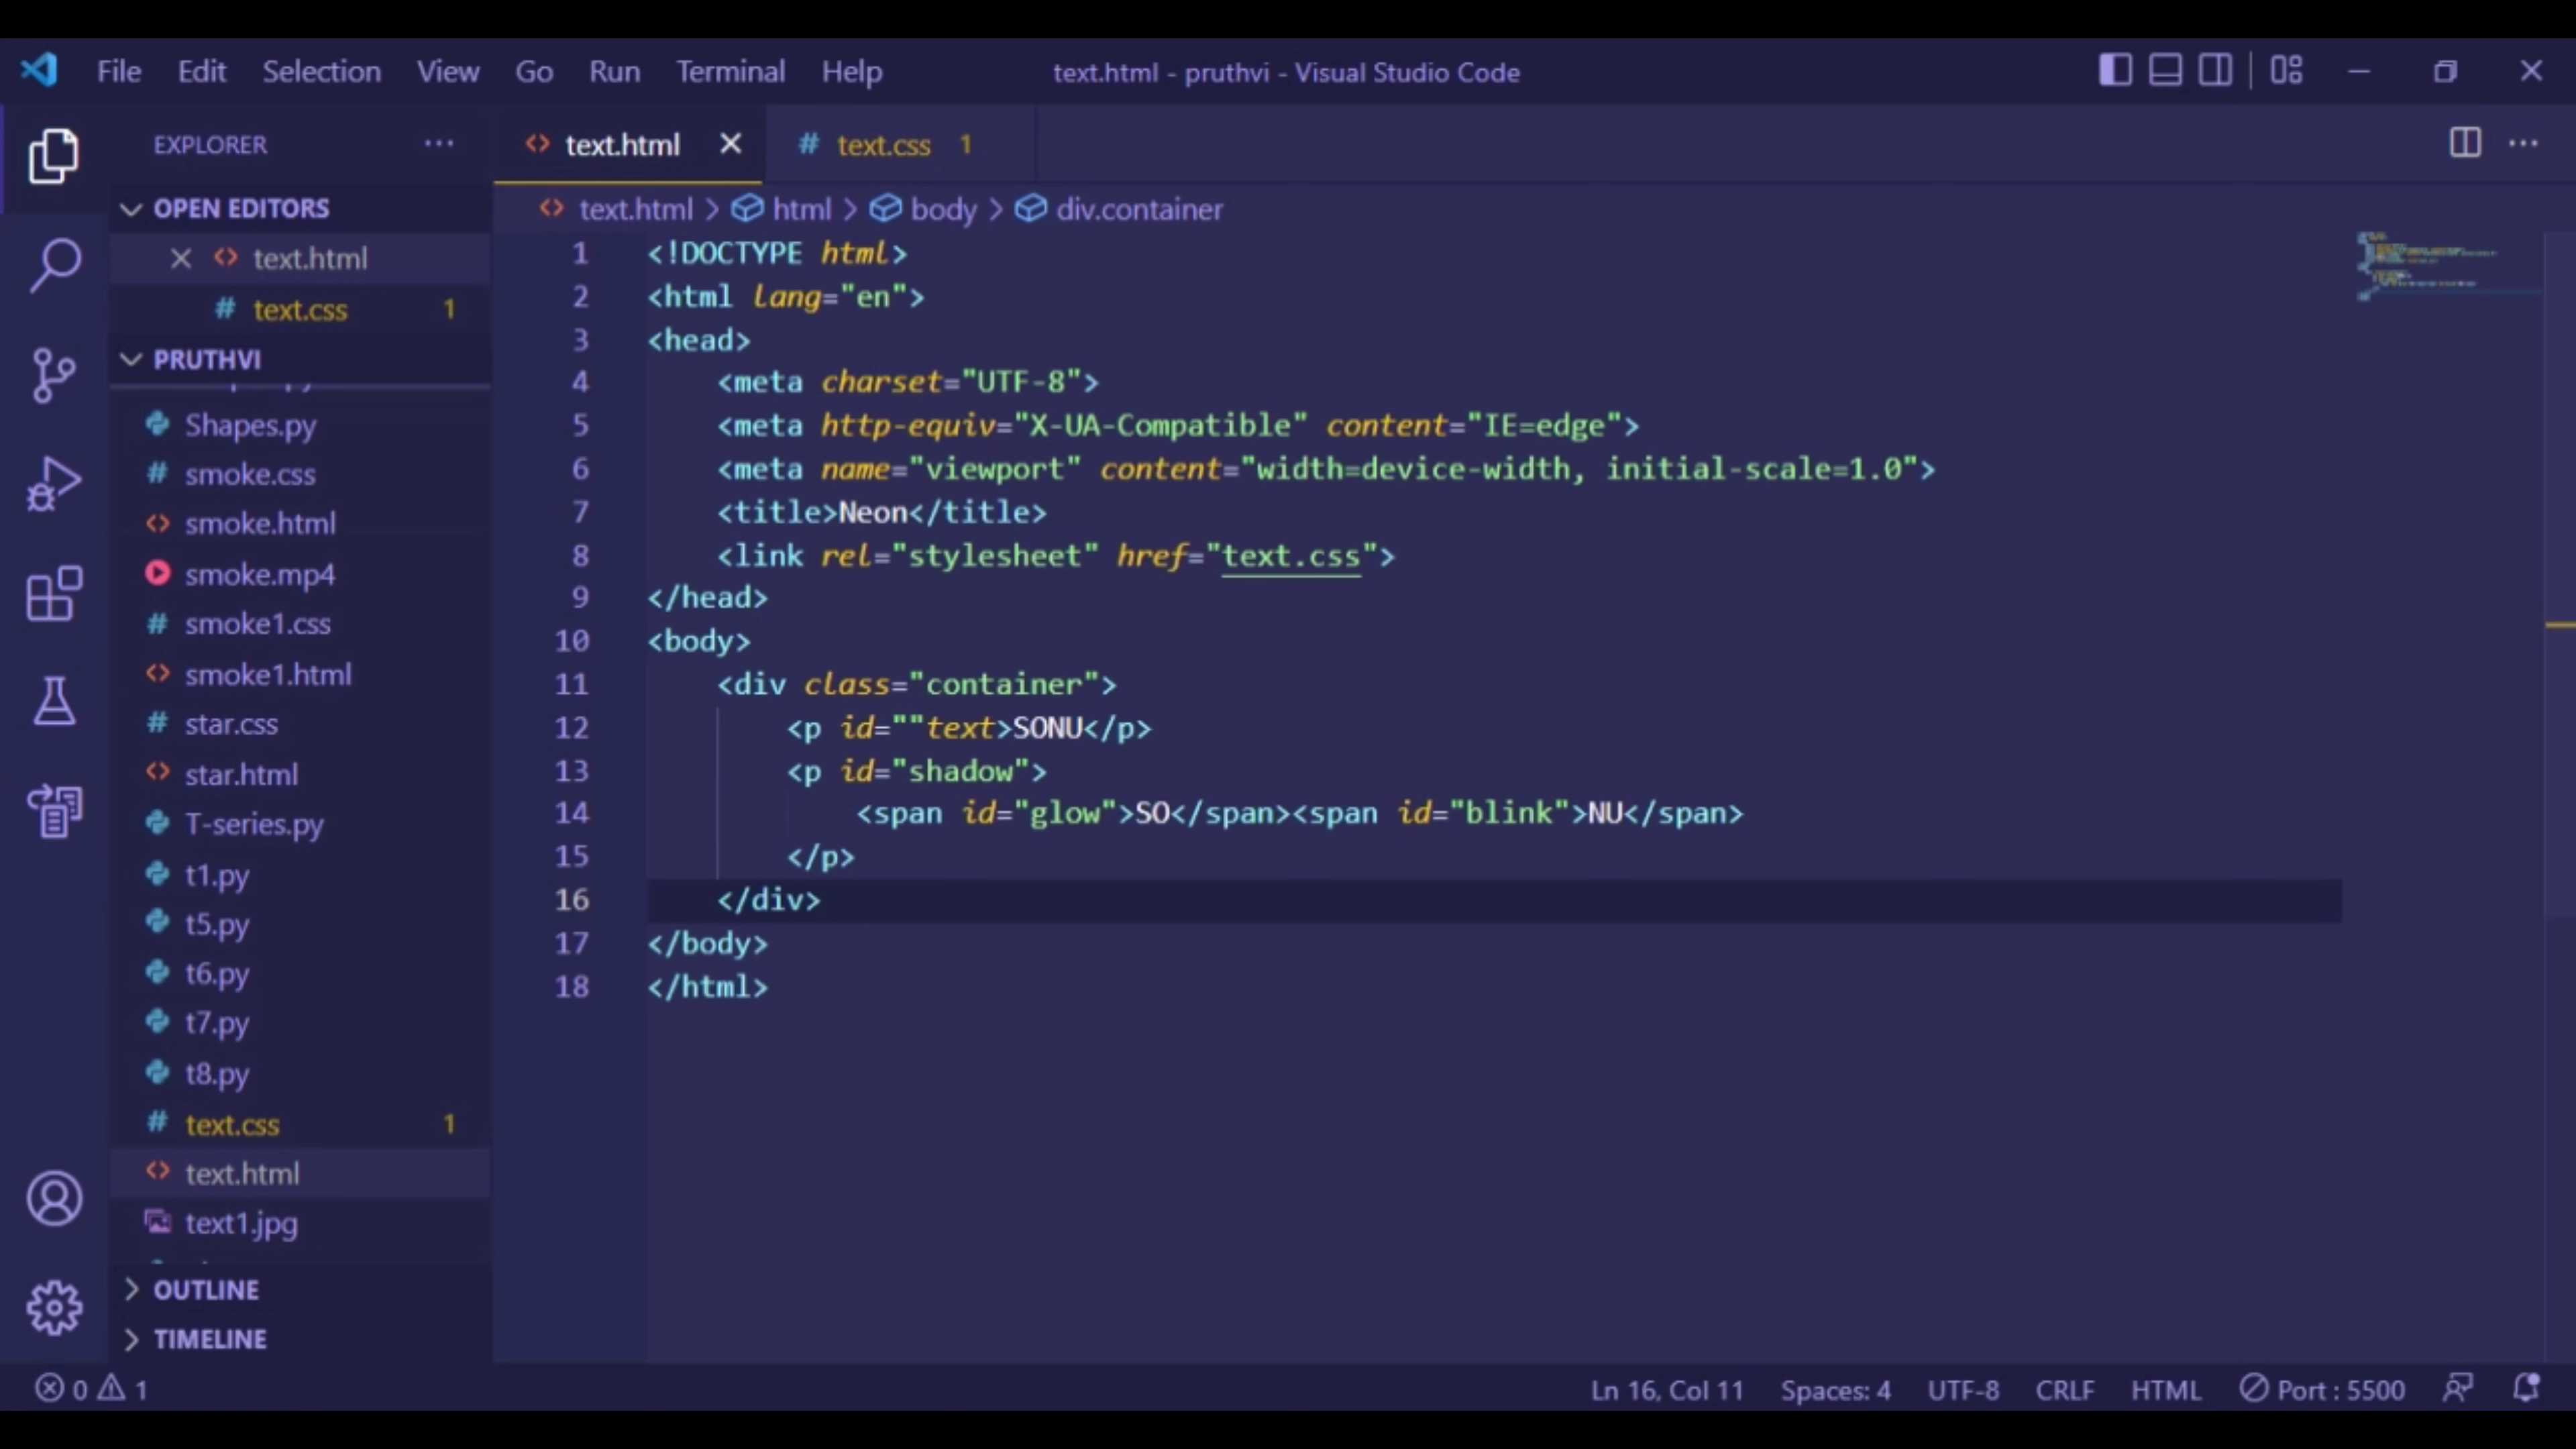 File Edit Selection View Go Run Terminal Help text.html - pruthvi - Visual Studio Code
EXPLORER
OPEN EDITORS
text.html
text.css 1
PRUTHVI
Shapes.py
smoke.css
smoke.html
smoke.mp4
smoke1.css
smoke1.html
star.css
star.html
T-series.py
t1.py
t5.py
t6.py
t7.py
t8.py
text.css 1
text.html
text1.jpg
OUTLINE
TIMELINE
text.html text.css 1
text.html > html > body > div.container
1 <!DOCTYPE html>
2 <html lang="en">
3 <head>
4 <meta charset="UTF-8">
5 <meta http-equiv="X-UA-Compatible" content="IE=edge">
6 <meta name="viewport" content="width=device-width, initial-scale=1.0">
7 <title>Neon</title>
8 <link rel="stylesheet" href="text.css">
9 </head>
10 <body>
11 <div class="container">
12 <p id=""text>SONU</p>
13 <p id="shadow">
14 <span id="glow">SO</span><span id="blink">NU</span>
15 </p>
16 </div>
17 </body>
18 </html>
0 1 Ln 16, Col 11 Spaces: 4 UTF-8 CRLF HTML Port : 5500